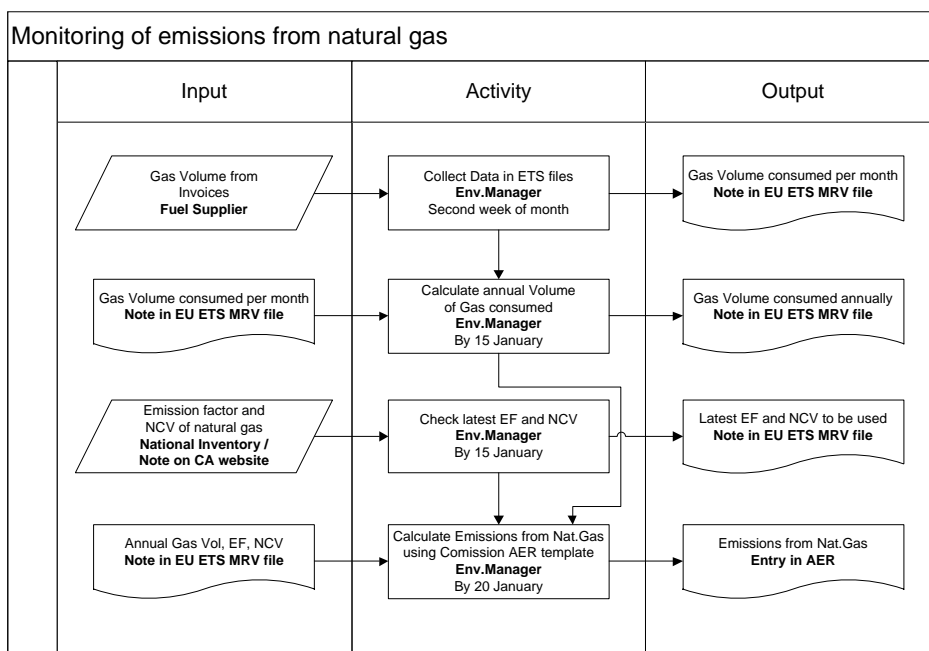 Monitoring of emissions from natural gas
Input
Activity
Output
Gas Volume from
Invoices
Fuel Supplier
Collect Data in ETS files
Env.Manager
Second week of month
Gas Volume consumed per month
Note in EU ETS MRV file
Gas Volume consumed per month
Note in EU ETS MRV file
Calculate annual Volume
of Gas consumed
Env.Manager
By 15 January
Gas Volume consumed annually
Note in EU ETS MRV file
Emission factor and
NCV of natural gas
National Inventory /
Note on CA website
Check latest EF and NCV
Env.Manager
By 15 January
Latest EF and NCV to be used
Note in EU ETS MRV file
Annual Gas Vol, EF, NCV
Note in EU ETS MRV file
Calculate Emissions from Nat.Gas
using Comission AER template
Env.Manager
By 20 January
Emissions from Nat.Gas
Entry in AER